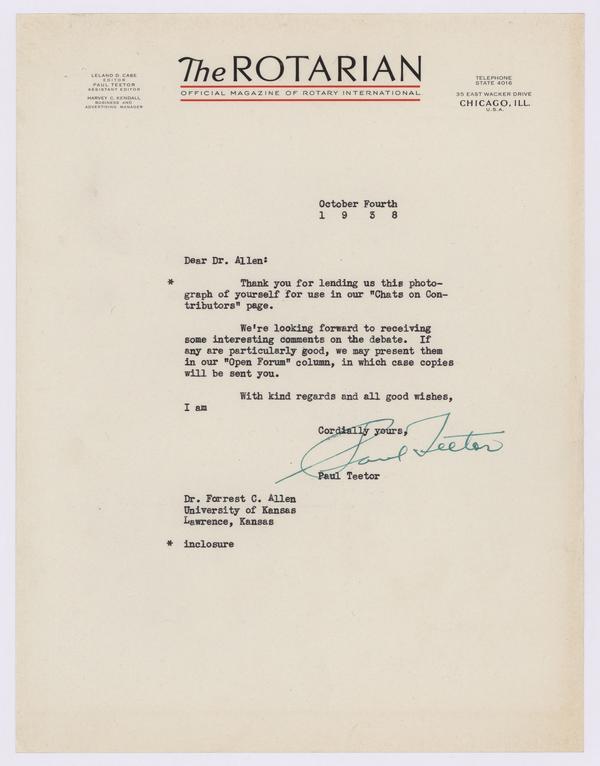 The ROTARIAN
OFFICIAL MAGAZINE OF ROTARY INTERNATIONAL
LELAND D. CASE
EDITOR
PAUL TEETOR
ASSISTANT EDITOR
HARVEY C. KENDALL
BUSINESS AND
ADVERTISING MANAGER
TELEPHONE
STATE 4016
35 EAST WACKER DRIVE
CHICAGO, ILL.
U.S.A.
October Fourth
1 9 3 8
Dear Dr. Allen:
* Thank you for lending us this photo-
graph of yourself for use in our "Chats on Con-
tributors" page.
We're looking forward to receiving
some interesting comments on the debate. If
any are particularly good, we may present them
in our "Open Forum" column, in which case copies
will be sent you.
With kind regards and all good wishes,
I am
Cordially yours,
Paul Teetor
Paul Teetor
Dr. Forrest C. Allen
University of Kansas
Lawrence, Kansas
* inclosure